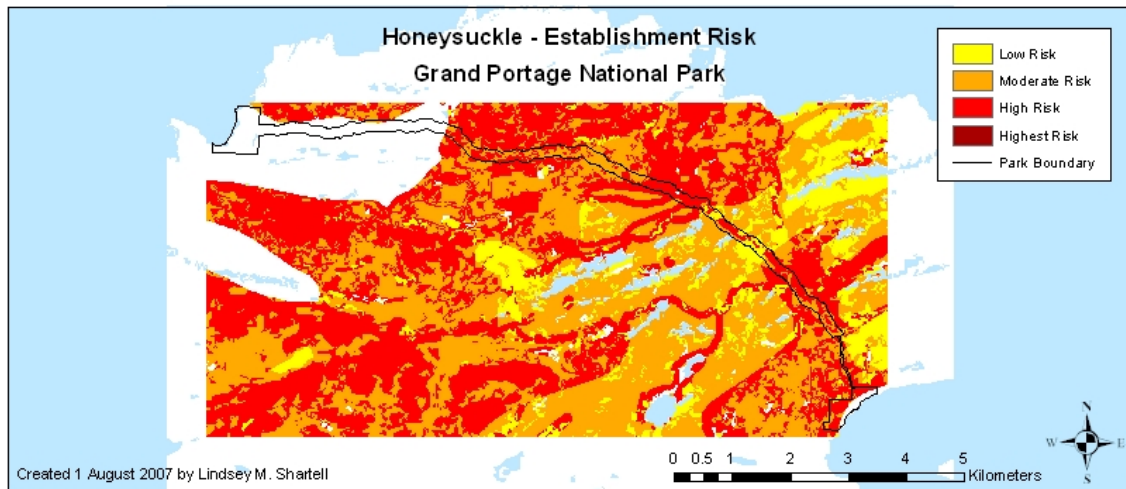 Honeysuckle - Establishment Risk
Grand Portage National Park
Low Risk
Moderate Risk
High Risk
Highest Risk
Park Boundary
N
W E
S
0 0.5 1 2 3 4 5
Kilometers
Created 1 August 2007 by Lindsey M. Shartell